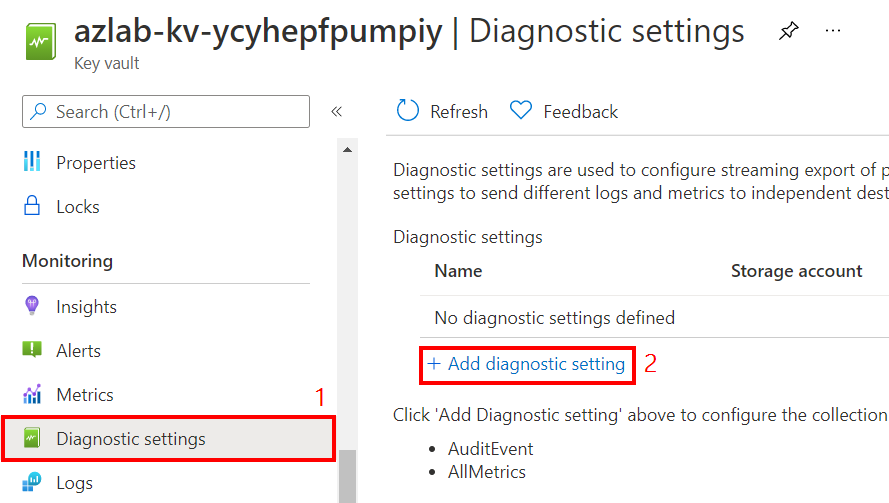 azlab-kv-ycyhepfpumpiy | Diagnostic settings
Key vault
Search (Ctrl+/)
Properties
Locks
Monitoring
Insights
Alerts
Metrics
1
Diagnostic settings
Logs
Refresh
Feedback
Diagnostic settings are used to configure streaming export of p
settings to send different logs and metrics to independent dest
Diagnostic settings
Name Storage account
No diagnostic settings defined
+ Add diagnostic setting 2
Click 'Add Diagnostic setting' above to configure the collection
• AuditEvent
• AllMetrics